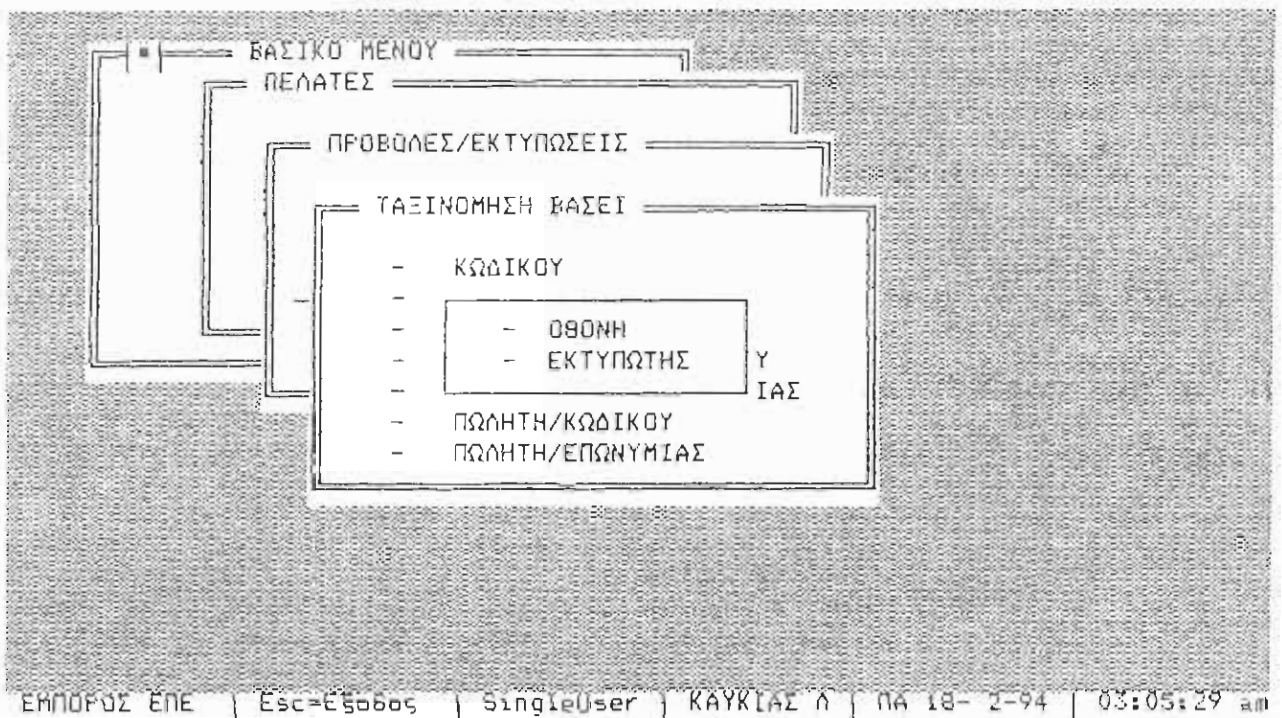 ΒΑΣΙΚΟ ΜΕΝΟΥ
ΠΕΛΑΤΕΣ
ΠΡΟΒΟΛΕΣ/ΕΚΤΥΠΩΣΕΙΣ
ΤΑΞΙΝΟΜΗΣΗ ΒΑΣΕΙ
- ΚΩΔΙΚΟΥ
-
- - ΟΘΟΝΗ
- - ΕΚΤΥΠΩΤΗΣ Υ
- ΙΑΣ
- ΠΩΛΗΤΗ/ΚΩΔΙΚΟΥ
- ΠΩΛΗΤΗ/ΕΠΩΝΥΜΙΑΣ
ΕΜΠΟΡΟΣ ΕΠΕ | Esc=Εξοδος | SingleUser | ΚΑΥΚΙΑΣ Λ | ΠΑ 18- 2-94 | 03:05:29 am